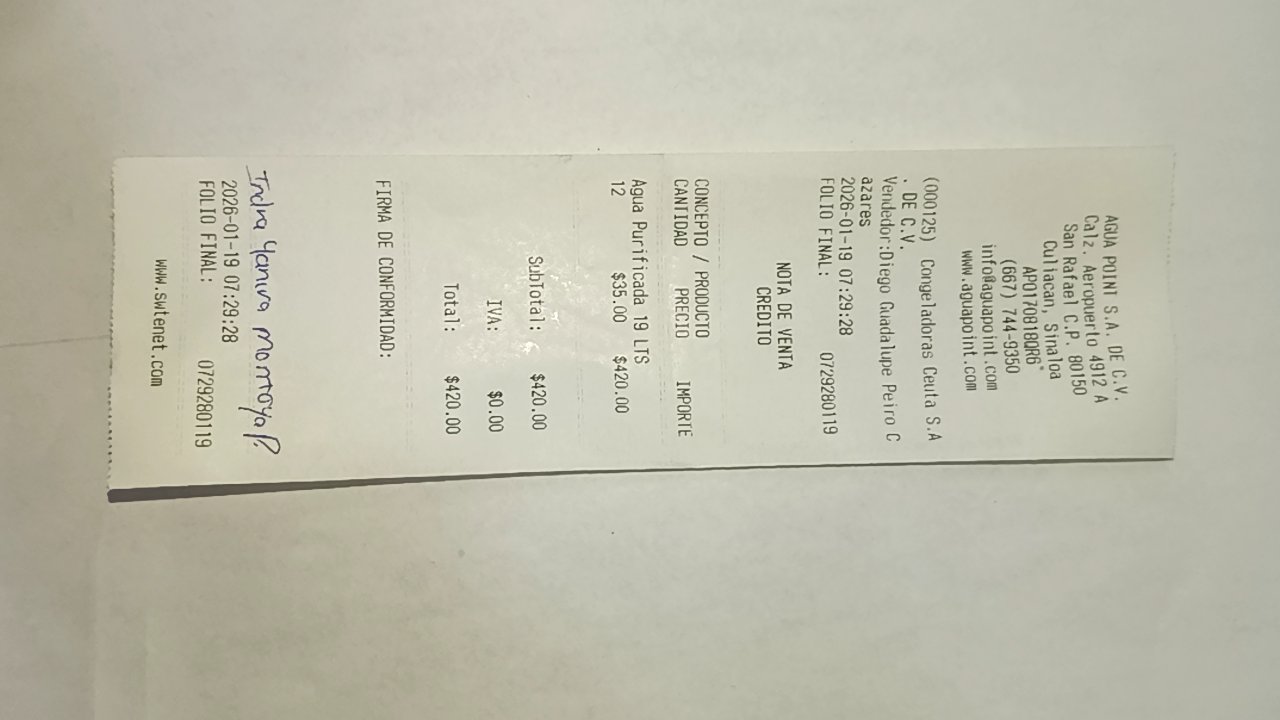 AGUA POINT S.A. DE C.V.
Calz. Aeropuerto 4912 A
San Rafael C.P. 80150
Culiacan, Sinaloa
APO170818QR6"
(667) 744-9350
info@aguapoint.com
www.aguapoint.com
(000125) Congeladoras Ceuta S.A
. DE C.V.
Vendedor:Diego Guadalupe Peiro C
azares
2026-01-19 07:29:28
FOLIO FINAL: 0729280119
NOTA DE VENTA
CREDITO
CONCEPTO / PRODUCTO
CANTIDAD PRECIO IMPORTE
Agua Purificada 19 LTS
12 $35.00 $420.00
SubTotal: $420.00
IVA: $0.00
Total: $420.00
FIRMA DE CONFORMIDAD:
Indra Yanira Montoya P.
2026-01-19 07:29:28
FOLIO FINAL: 0729280119
www.swtenet.com